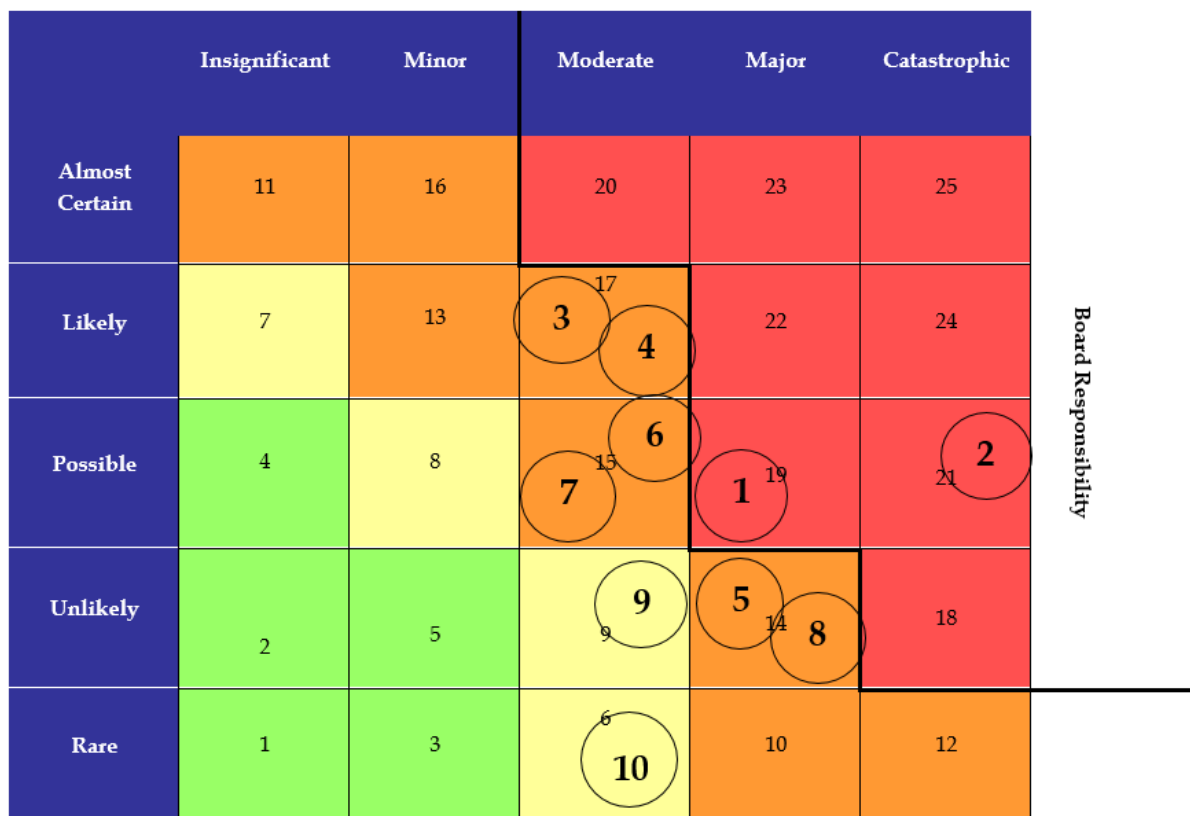 Insignificant Minor Moderate Major Catastrophic
Almost
Certain
11 16 20 23 25
Likely
7 13 17 22 24
3 4
Possible
4 8 15 19 21
6 7 1 2
Unlikely
2 5 9 14 18
9 5 8
Rare
1 3 6 10 12
10
Board Responsibility